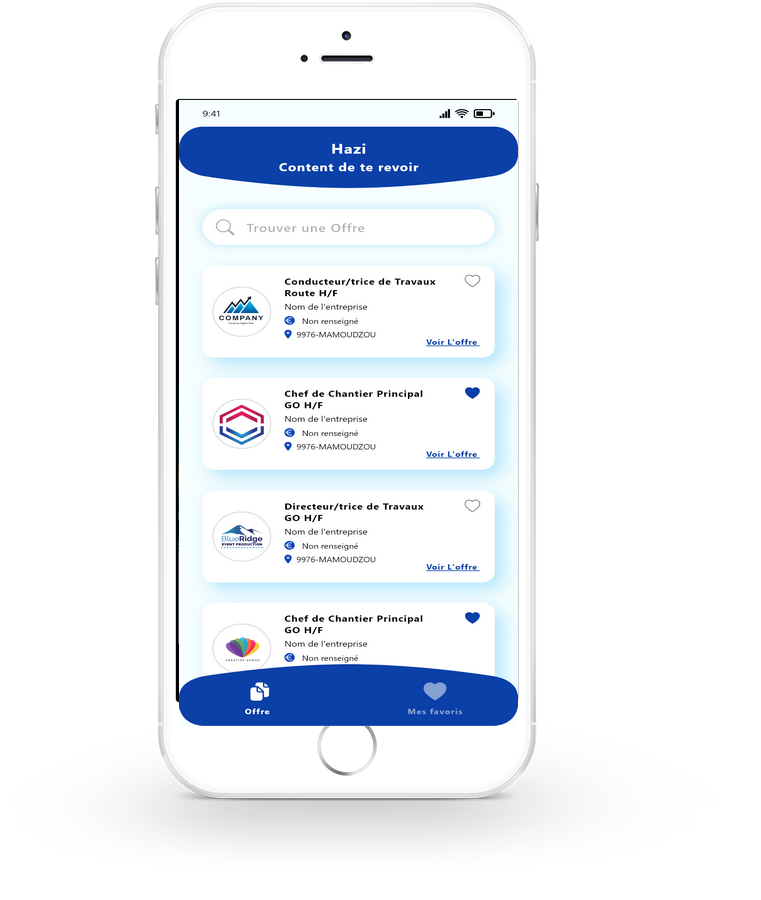 9:41
Hazi
Content de te revoir
Trouver une Offre
Conducteur/trice de Travaux
Route H/F
Nom de l'entreprise
COMPANY
Non renseigné
9976-MAMOUDZOU
Voir L'offre
Chef de Chantier Principal
GO H/F
Nom de l'entreprise
Non renseigné
9976-MAMOUDZOU
Voir L'offre
Directeur/trice de Travaux
GO H/F
Nom de l'entreprise
BlueRidge
EVENT PRODUCTION
Non renseigné
9976-MAMOUDZOU
Voir L'offre
Chef de Chantier Principal
GO H/F
Nom de l'entreprise
Non renseigné
Offre
Mes favoris